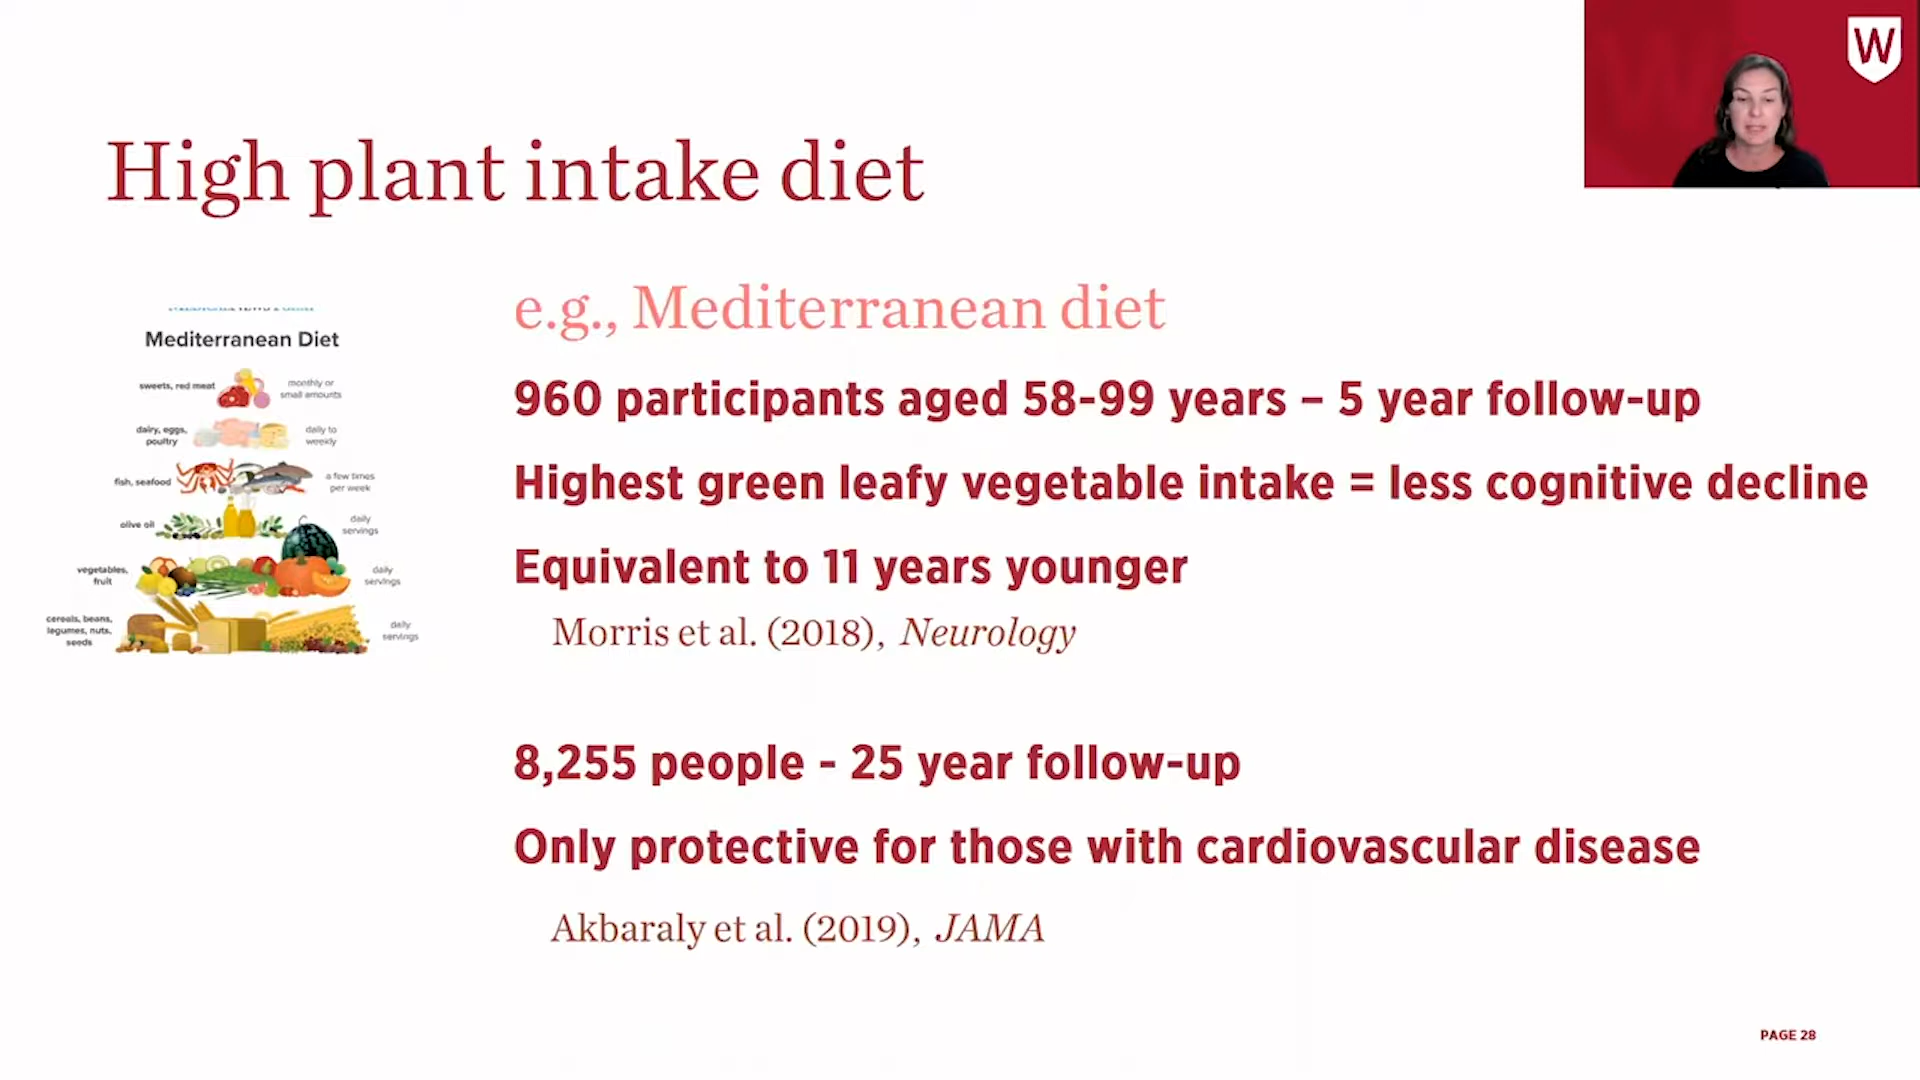 W
High plant intake diet
e.g., Mediterranean diet
960 participants aged 58-99 years – 5 year follow-up
Highest green leafy vegetable intake = less cognitive decline
Equivalent to 11 years younger
Morris et al. (2018), Neurology
8,255 people - 25 year follow-up
Only protective for those with cardiovascular disease
Akbaraly et al. (2019), JAMA
Mediterranean Diet
sweets, red meat
monthly or
small amounts
dairy, eggs,
poultry
daily to
weekly
fish, seafood
a few times
per week
olive oil
daily
servings
vegetables,
fruit
daily
servings
cereals, beans,
legumes, nuts,
seeds
daily
servings
PAGE 28